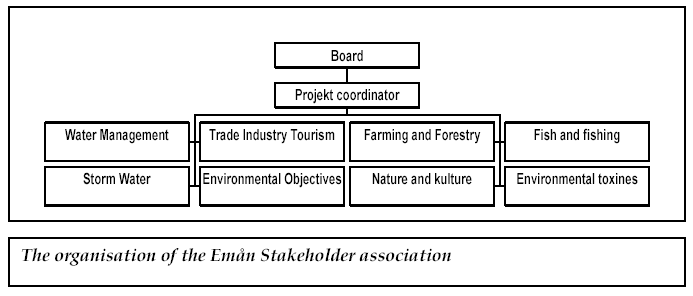 Board
Projekt coordinator
Water Management
Trade Industry Tourism
Farming and Forestry
Fish and fishing
Storm Water
Environmental Objectives
Nature and kulture
Environmental toxines
The organisation of the Emån Stakeholder association